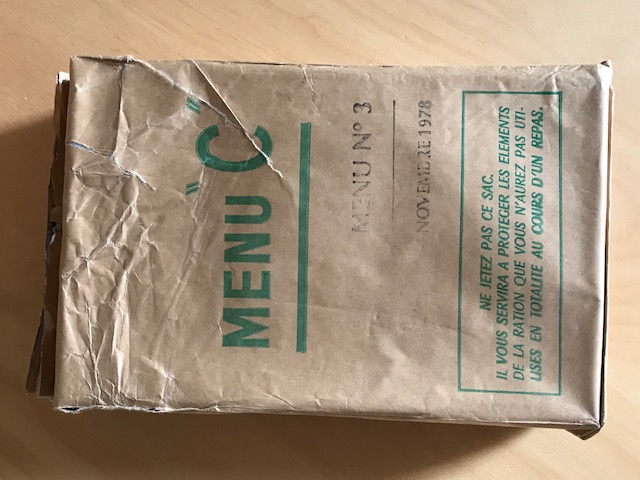 MENU "C"
MENU N° 3
NOVEMBRE 1978
NE JETEZ PAS CE SAC.
IL VOUS SERVIRA A PROTEGER LES ELEMENTS
DE LA RATION QUE VOUS N'AUREZ PAS UTI-
LISES EN TOTALITE AU COURS D'UN REPAS.